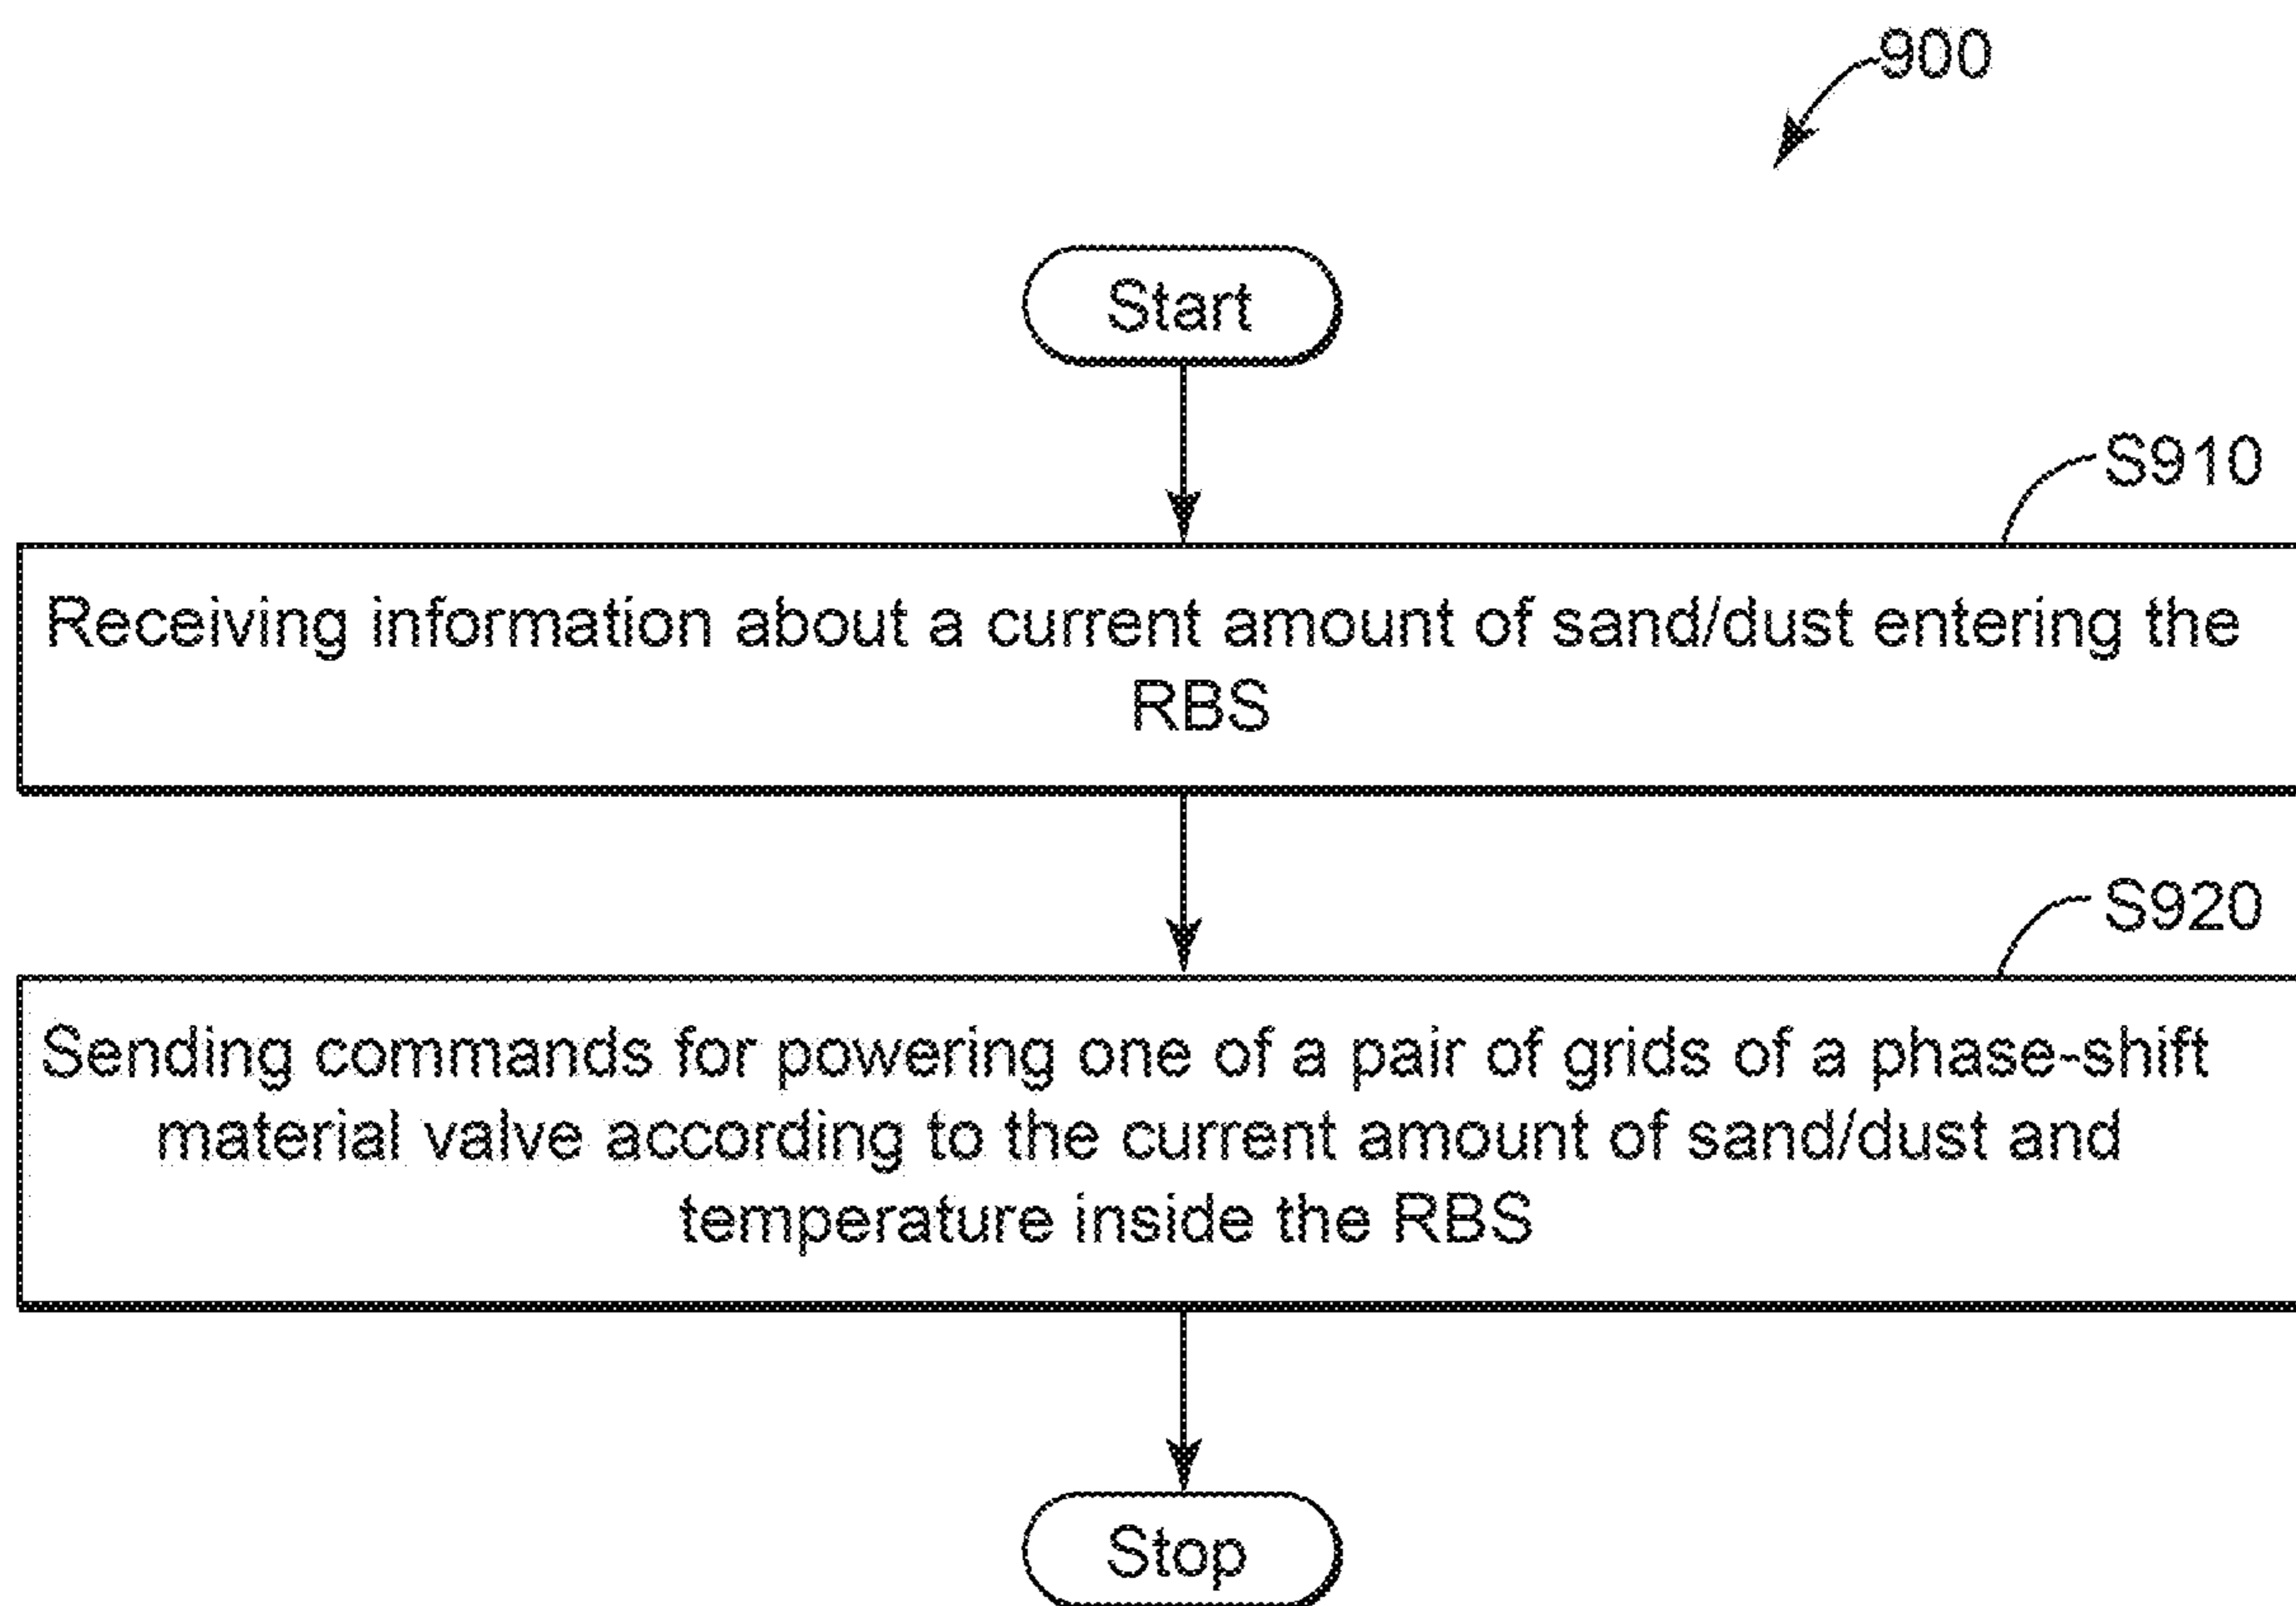 900
Start
S910
Receiving information about a current amount of sand/dust entering the
RBS
S920
Sending commands for powering one of a pair of grids of a phase-shift
material valve according to the current amount of sand/dust and
temperature inside the RBS
Stop